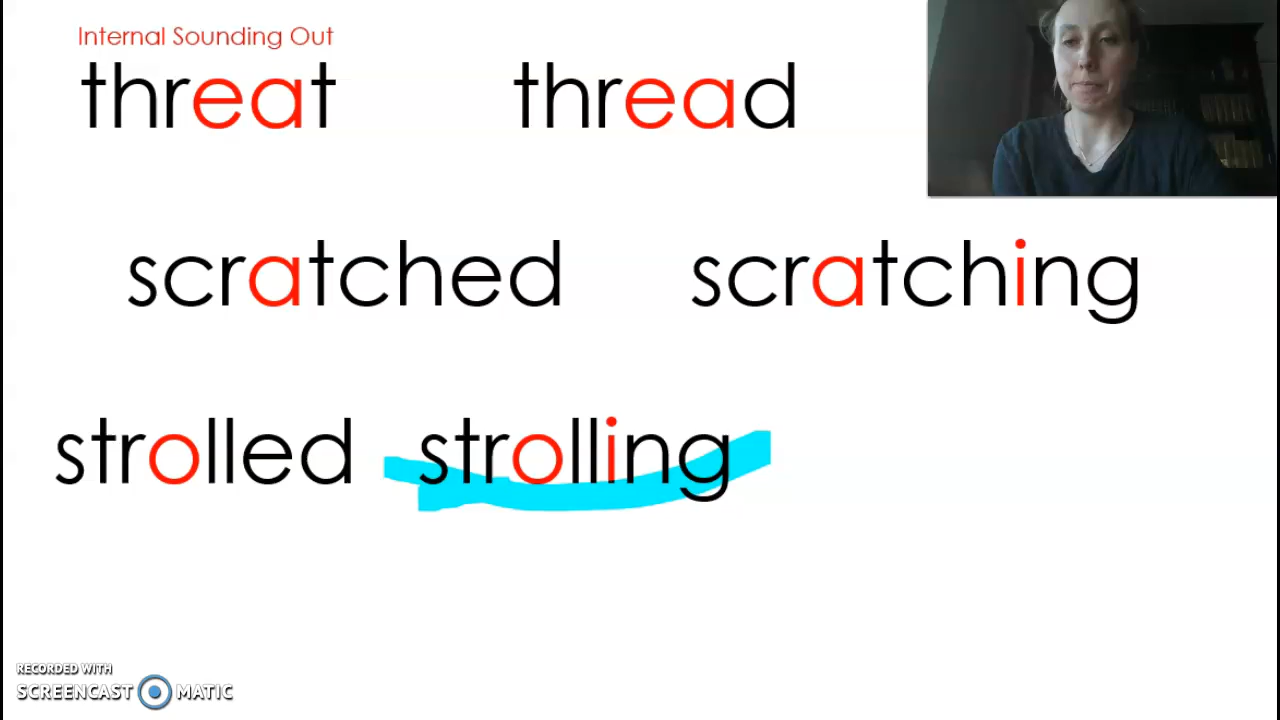 Internal Sounding Out
threat thread
scratched scratching
strolled strolling
RECORDED WITH
SCREENCAST MATIC